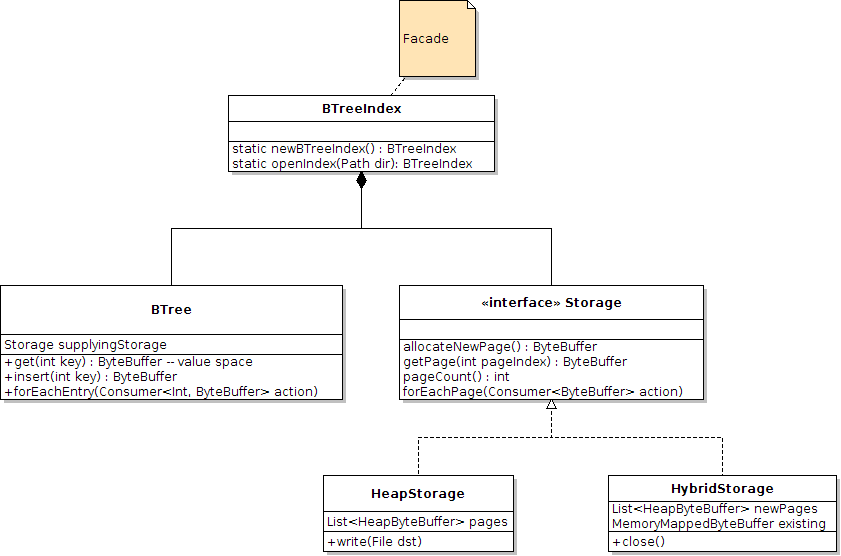 Facade
BTreeIndex
static newBTreeIndex() : BTreeIndex
static openIndex(Path dir): BTreeIndex
BTree
Storage supplyingStorage
+get(int key) : ByteBuffer -- value space
+insert(int key) : ByteBuffer
+forEachEntry(Consumer<Int, ByteBuffer> action)
«interface» Storage
allocateNewPage() : ByteBuffer
getPage(int pageIndex) : ByteBuffer
pageCount() : int
forEachPage(Consumer<ByteBuffer> action)
HeapStorage
List<HeapByteBuffer> pages
+write(File dst)
HybridStorage
List<HeapByteBuffer> newPages
MemoryMappedByteBuffer existing
+close()